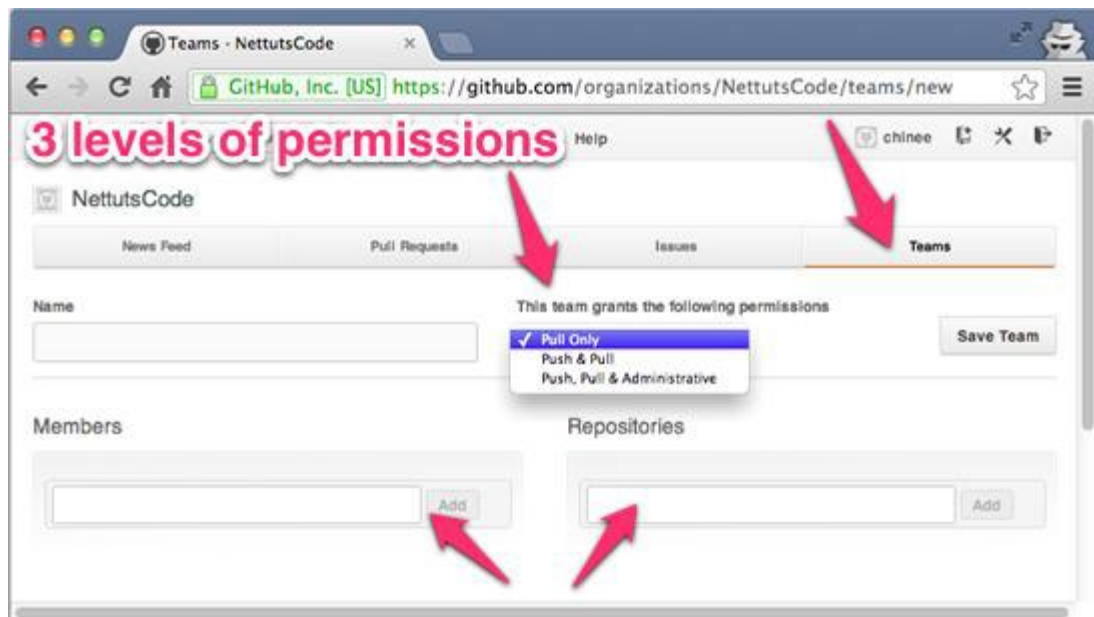 Teams - NettutsCode
GitHub, Inc. [US] https://github.com/organizations/NettutsCode/teams/new
3 levels of permissions
Help
chinee
NettutsCode
News Feed
Pull Requests
Issues
Teams
Name
This team grants the following permissions
✓ Pull Only
Push & Pull
Push, Pull & Administrative
Save Team
Members
Repositories
Add
Add